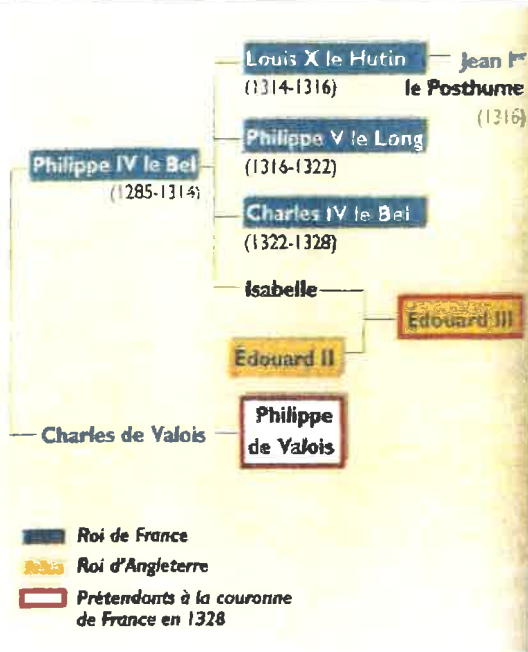 Louis X le Hutin
(1314-1316)
Jean Ier
le Posthume
(1316)
Philippe V le Long
(1316-1322)
Philippe IV le Bel
(1285-1314)
Charles IV le Bel
(1322-1328)
Isabelle
Édouard III
Édouard II
Charles de Valois
Philippe
de Valois
Roi de France
Roi d'Angleterre
Prétendants à la couronne
de France en 1328